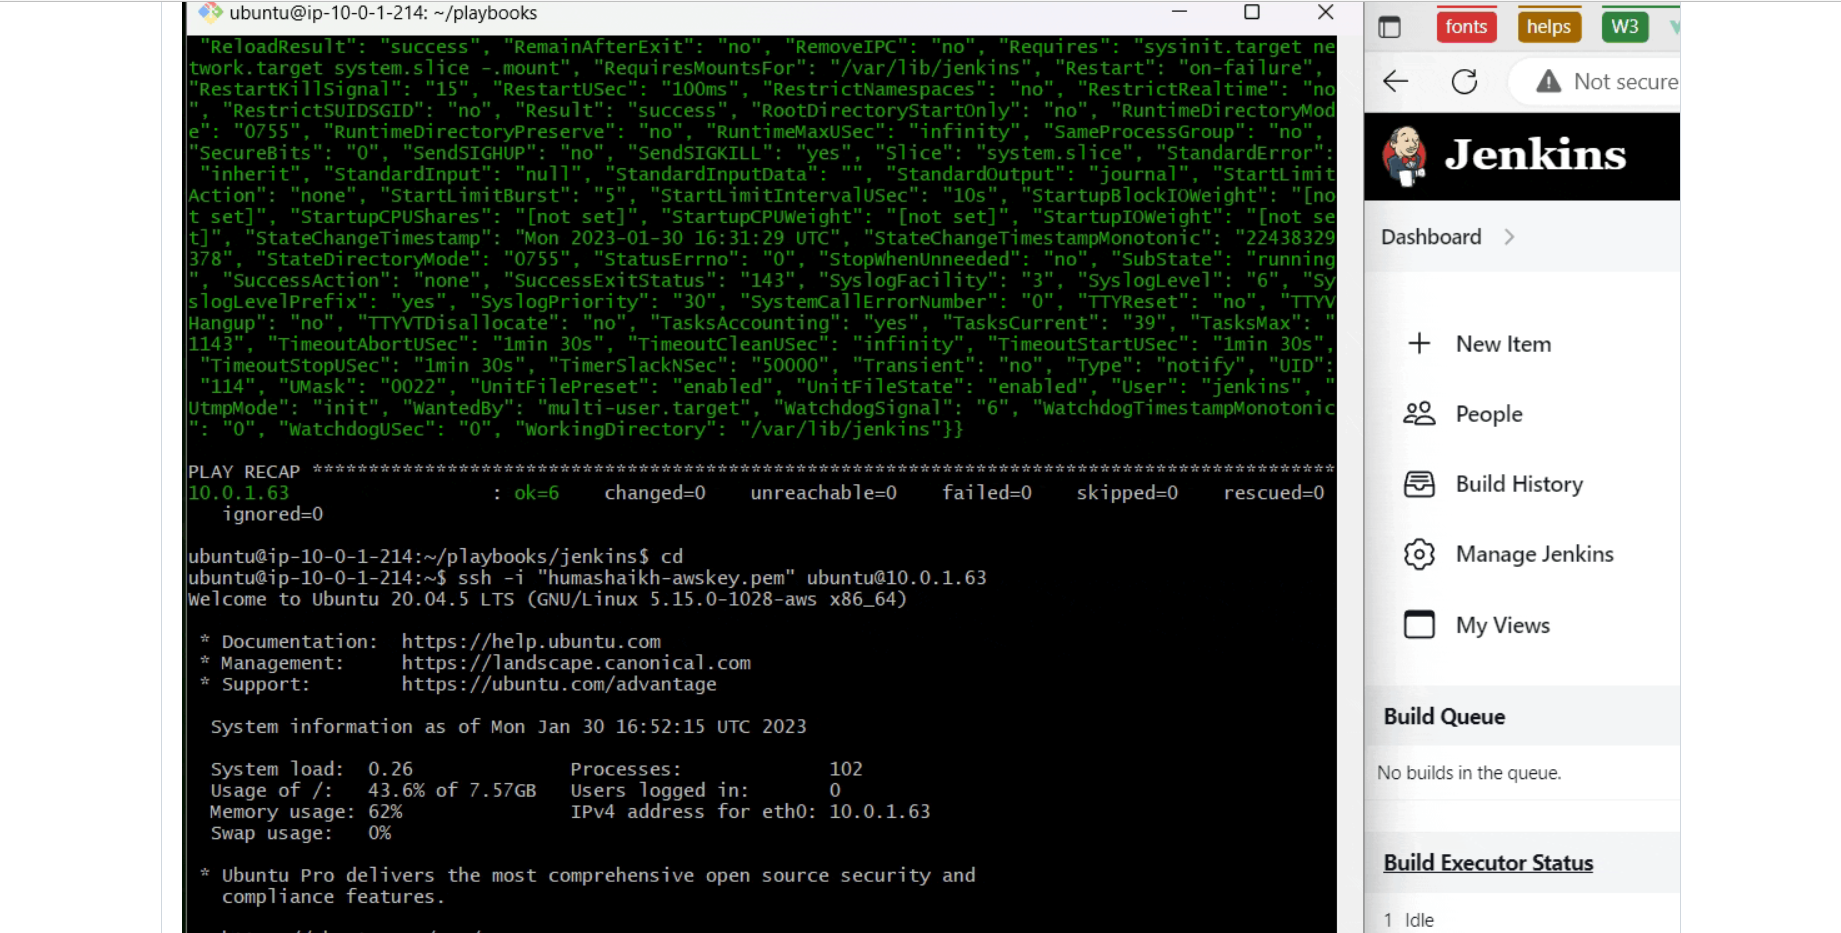 ubuntu@ip-10-0-1-214: ~/playbooks
"ReloadResult": "success", "RemainAfterExit": "no", "RemoveIPC": "no", "Requires": "sysinit.target ne
twork.target system.slice -.mount", "RequiresMountsFor": "/var/lib/jenkins", "Restart": "on-failure",
"RestartKillSignal": "15", "RestartUSec": "100ms", "RestrictNamespaces": "no", "RestrictRealtime": "no
", "RestrictSUIDSGID": "no", "Result": "success", "RootDirectoryStartOnly": "no", "RuntimeDirectoryMod
e": "0755", "RuntimeDirectoryPreserve": "no", "RuntimeMaxUSec": "infinity", "SameProcessGroup": "no",
"SecureBits": "0", "SendSIGHUP": "no", "SendSIGKILL": "yes", "Slice": "system.slice", "StandardError":
"inherit", "StandardInput": "null", "StandardInputData": "", "StandardOutput": "journal", "StartLimit
Action": "none", "StartLimitBurst": "5", "StartLimitIntervalUSec": "10s", "StartupBlockIOWeight": "[no
t set]", "StartupCPUShares": "[not set]", "StartupCPUWeight": "[not set]", "StartupIOWeight": "[not se
t]", "StateChangeTimestamp": "Mon 2023-01-30 16:31:29 UTC", "StateChangeTimestampMonotonic": "22438329
378", "StateDirectoryMode": "0755", "StatusErrno": "0", "StopWhenUnneeded": "no", "SubState": "running
", "SuccessAction": "none", "SuccessExitStatus": "143", "SyslogFacility": "3", "SyslogLevel": "6", "Sy
slogLevelPrefix": "yes", "SyslogPriority": "30", "SystemCallErrorNumber": "0", "TTYReset": "no", "TTYV
Hangup": "no", "TTYVTDisallocate": "no", "TasksAccounting": "yes", "TasksCurrent": "39", "TasksMax": "
1143", "TimeoutAbortUSec": "1min 30s", "TimeoutCleanUSec": "infinity", "TimeoutStartUSec": "1min 30s",
"TimeoutStopUSec": "1min 30s", "TimerSlackNSec": "50000", "Transient": "no", "Type": "notify", "UID":
"114", "UMask": "0022", "UnitFilePreset": "enabled", "UnitFileState": "enabled", "User": "jenkins", "
UtmpMode": "init", "WantedBy": "multi-user.target", "WatchdogSignal": "6", "WatchdogTimestampMonotonic
": "0", "WatchdogUSec": "0", "WorkingDirectory": "/var/lib/jenkins"}}
PLAY RECAP *******************************************************************************************
10.0.1.63 : ok=6 changed=0 unreachable=0 failed=0 skipped=0 rescued=0
ignored=0
ubuntu@ip-10-0-1-214:~/playbooks/jenkins$ cd
ubuntu@ip-10-0-1-214:~$ ssh -i "humashaikh-awskey.pem" ubuntu@10.0.1.63
Welcome to Ubuntu 20.04.5 LTS (GNU/Linux 5.15.0-1028-aws x86_64)
* Documentation: https://help.ubuntu.com
* Management: https://landscape.canonical.com
* Support: https://ubuntu.com/advantage
System information as of Mon Jan 30 16:52:15 UTC 2023
System load: 0.26 Processes: 102
Usage of /: 43.6% of 7.57GB Users logged in: 0
Memory usage: 62% IPv4 address for eth0: 10.0.1.63
Swap usage: 0%
* Ubuntu Pro delivers the most comprehensive open source security and
compliance features.
fonts helps W3
Not secure
Jenkins
Dashboard
New Item
People
Build History
Manage Jenkins
My Views
Build Queue
No builds in the queue.
Build Executor Status
1 Idle